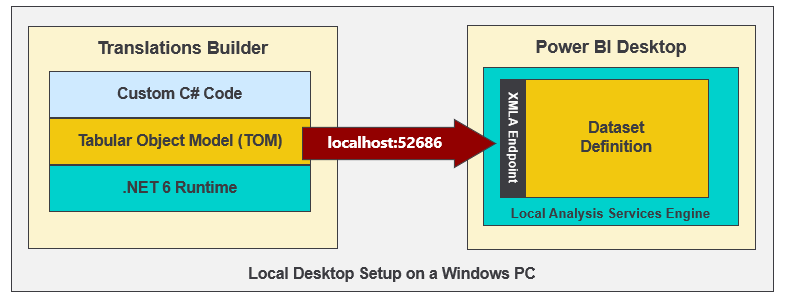 Translations Builder
Custom C# Code
Tabular Object Model (TOM)
.NET 6 Runtime
localhost:52686
Power BI Desktop
XMLA Endpoint
Dataset
Definition
Local Analysis Services Engine
Local Desktop Setup on a Windows PC